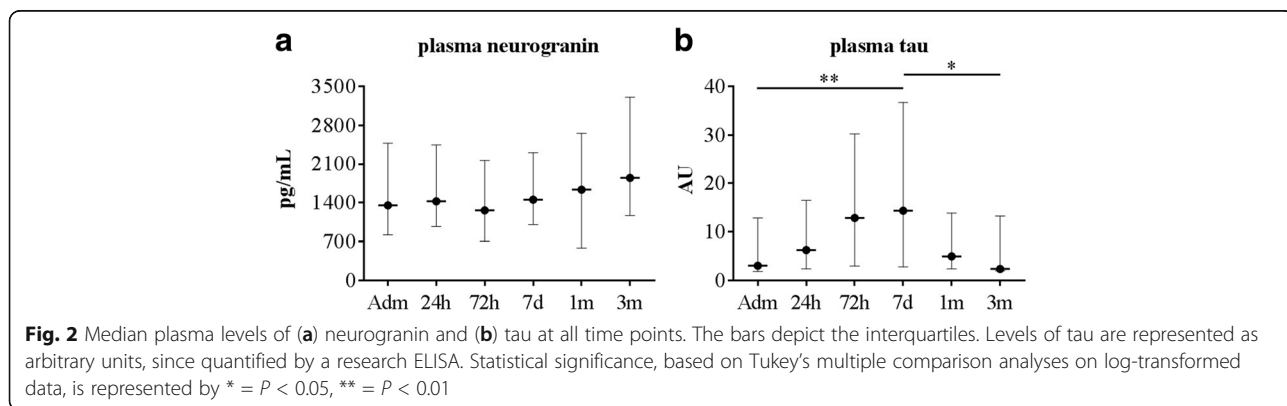 a plasma neurogranin
b plasma tau
3500
2800
2100
1400
700
0
pg/mL
Adm 24h 72h 7d 1m 3m
** *
40
30
20
10
0
AU
Adm 24h 72h 7d 1m 3m
Fig. 2 Median plasma levels of (a) neurogranin and (b) tau at all time points. The bars depict the interquartiles. Levels of tau are represented as
arbitrary units, since quantified by a research ELISA. Statistical significance, based on Tukey's multiple comparison analyses on log-transformed
data, is represented by * = P < 0.05, ** = P < 0.01